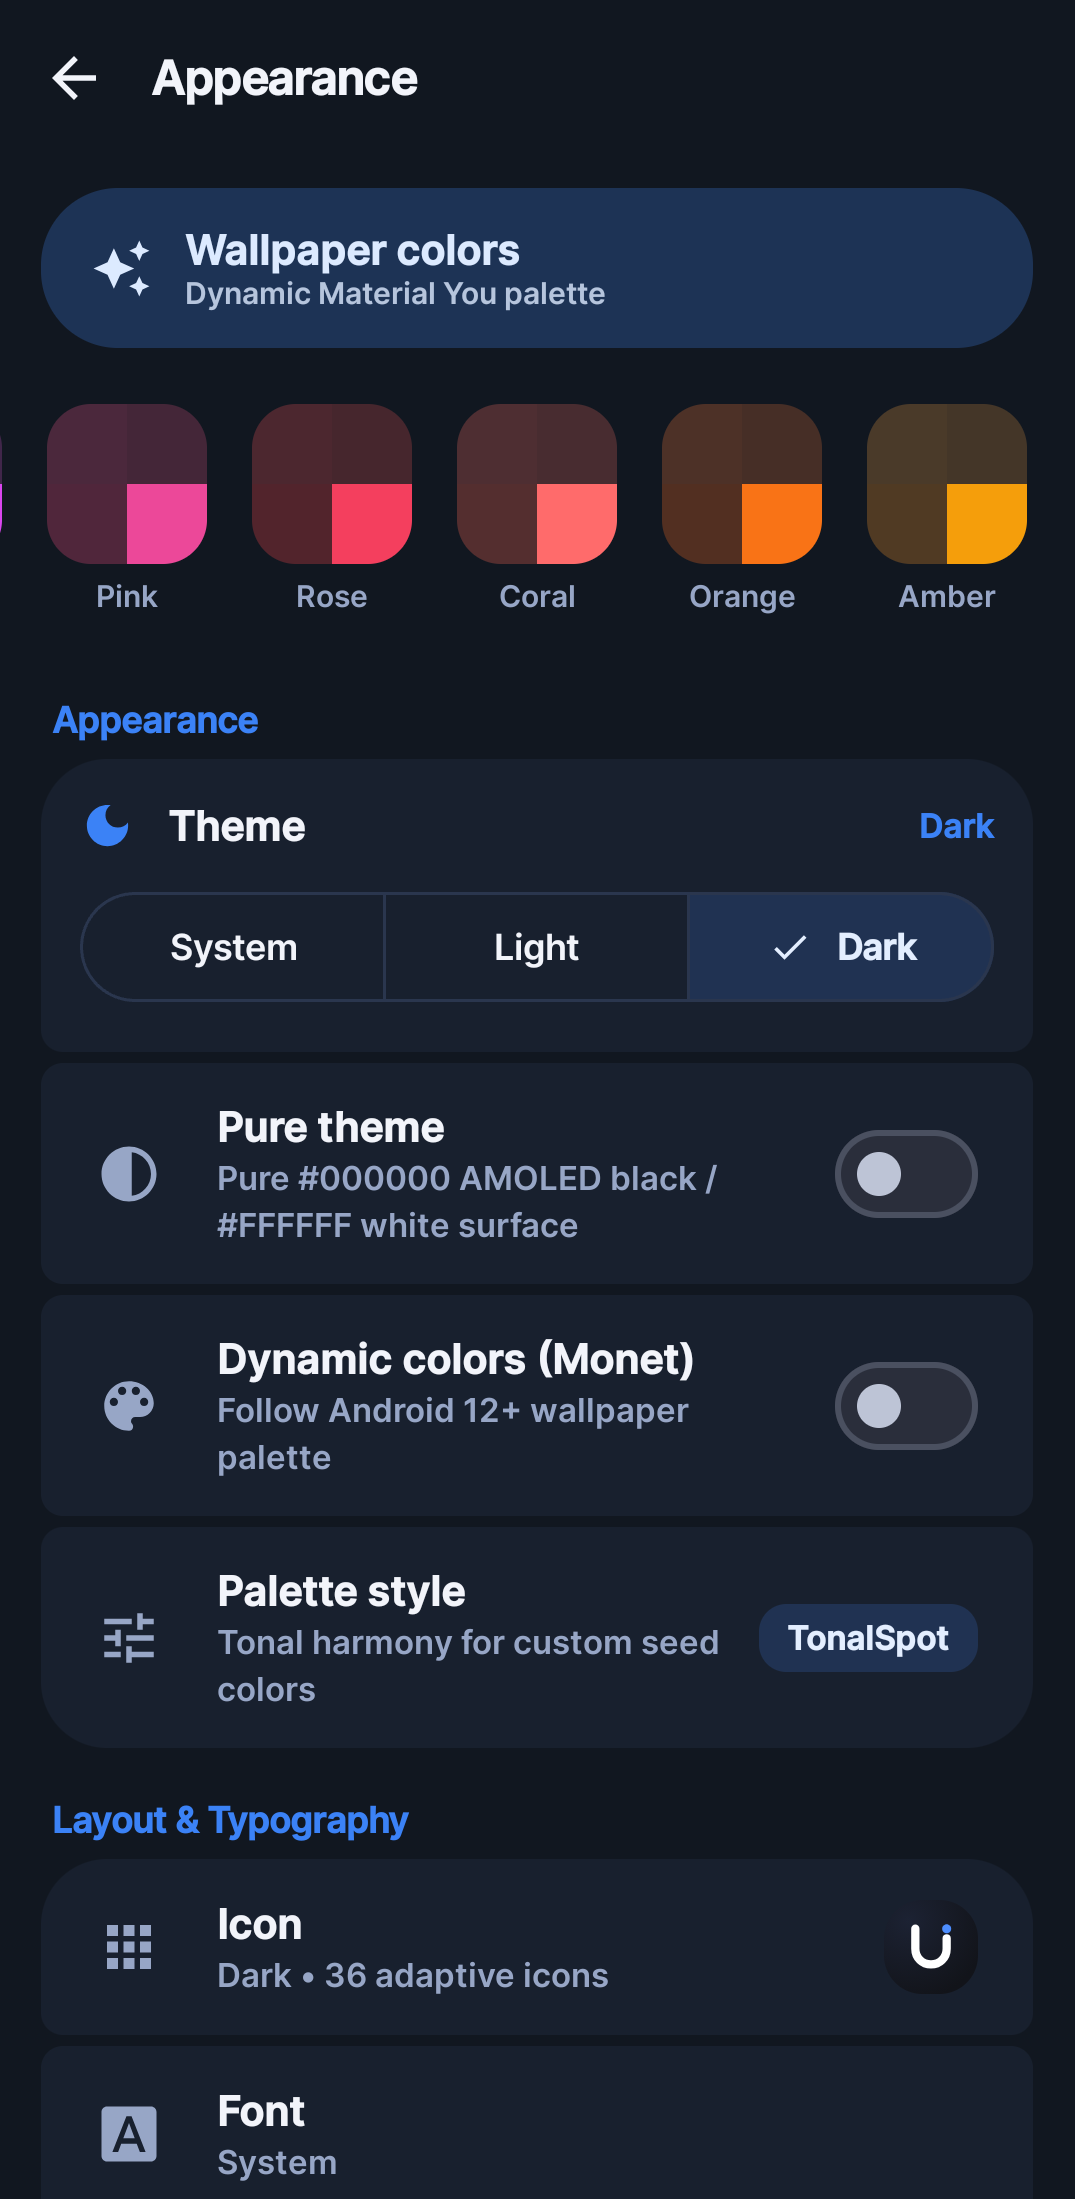 Appearance
Wallpaper colors
Dynamic Material You palette
Pink
Rose
Coral
Orange
Amber
Appearance
Theme
Dark
System
Light
Dark
Pure theme
Pure #000000 AMOLED black /
#FFFFFF white surface
Dynamic colors (Monet)
Follow Android 12+ wallpaper
palette
Palette style
Tonal harmony for custom seed
colors
TonalSpot
Layout & Typography
Icon
Dark • 36 adaptive icons
Font
System